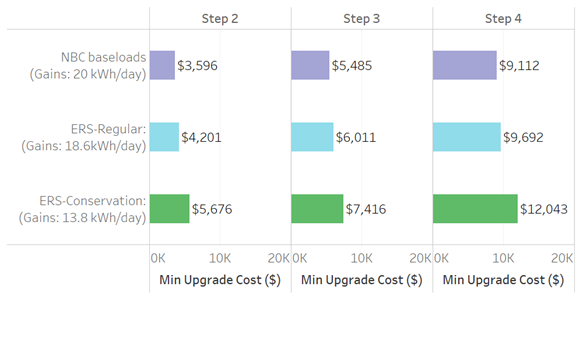 Step 2 Step 3 Step 4
NBC baseloads
(Gains: 20 kWh/day)
$3,596 $5,485 $9,112
ERS-Regular:
(Gains: 18.6kWh/day)
$4,201 $6,011 $9,692
ERS-Conservation:
(Gains: 13.8 kWh/day)
$5,676 $7,416 $12,043
0K 10K 20K 0K 10K 20K 0K 10K 20K
Min Upgrade Cost ($) Min Upgrade Cost ($) Min Upgrade Cost ($)